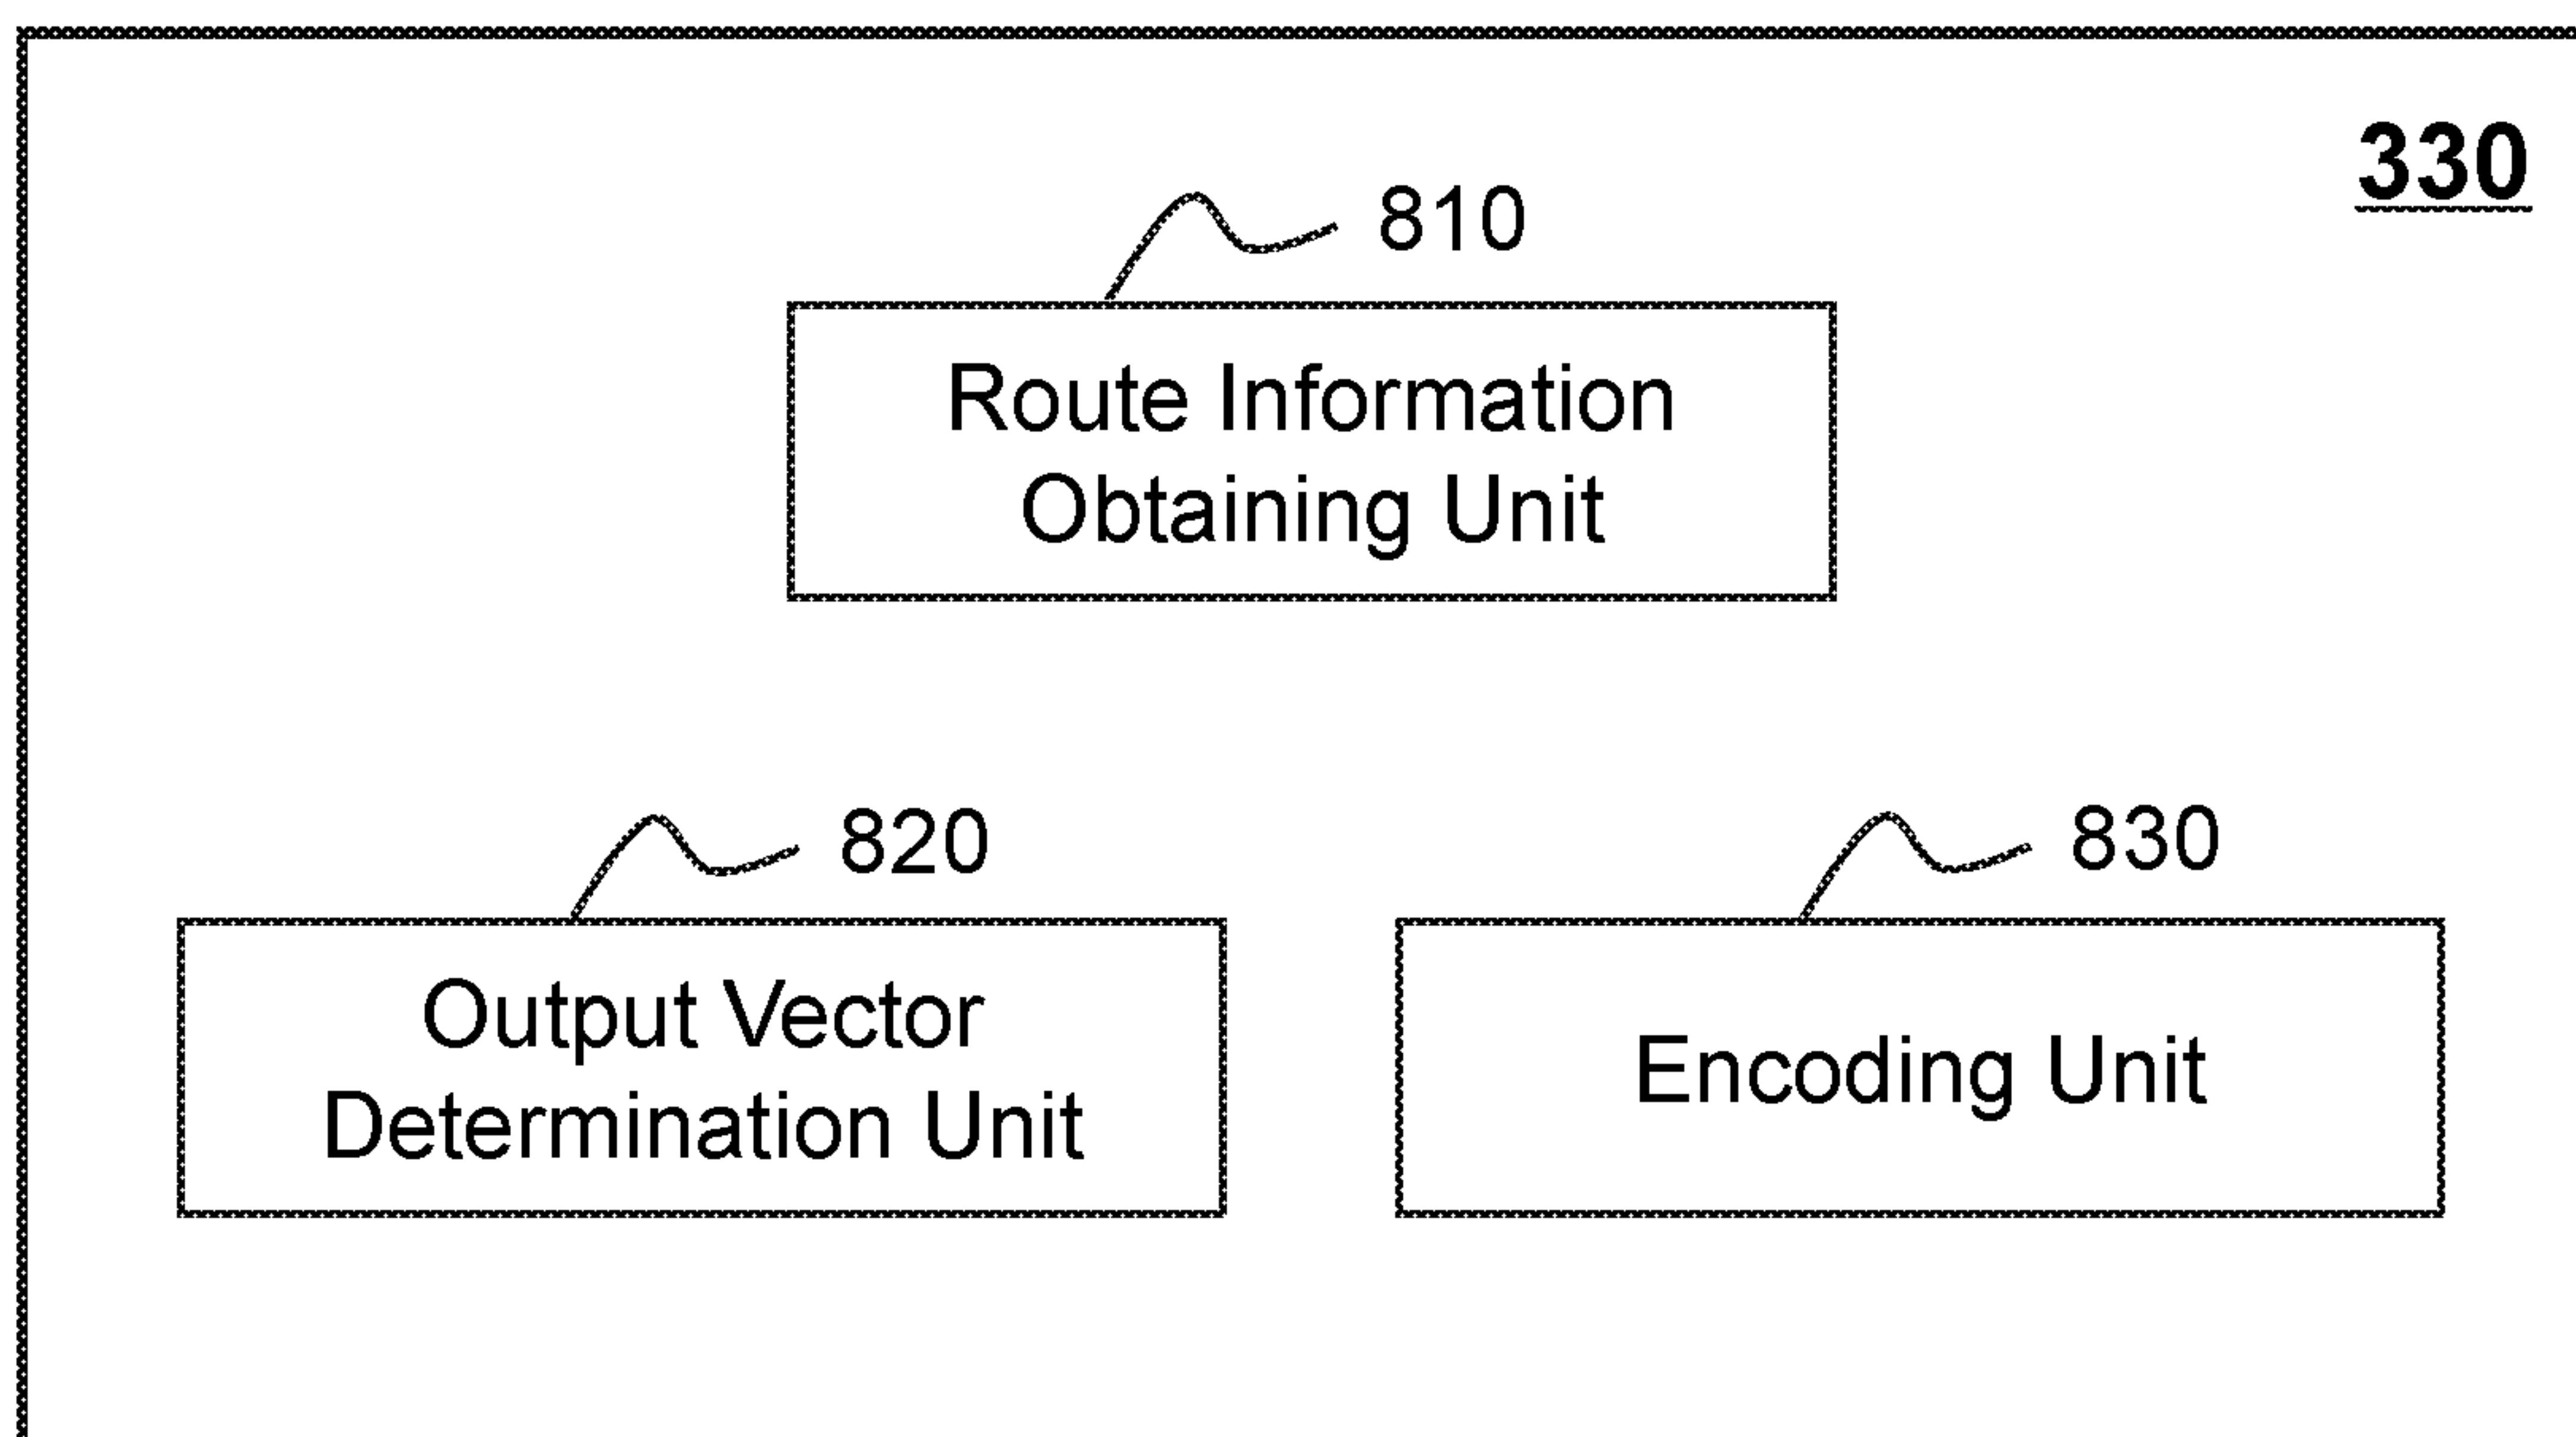 330
810
Route Information
Obtaining Unit
820
830
Output Vector
Determination Unit
Encoding Unit